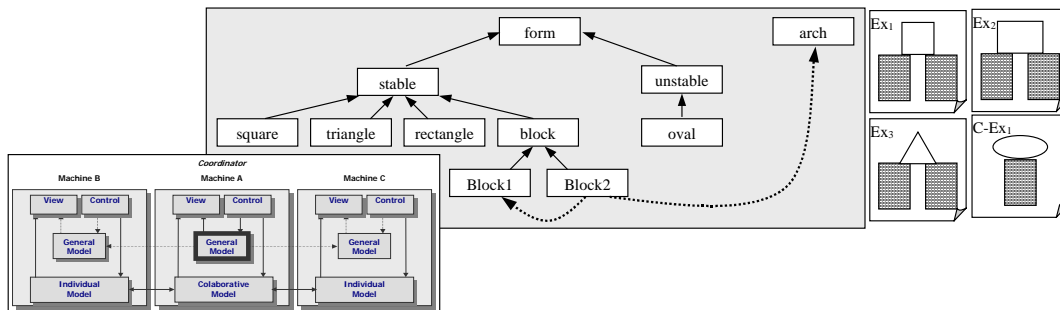 form
arch
stable
unstable
square
triangle
rectangle
block
oval
Block1
Block2
Ex1
Ex2
Ex3
C-Ex1
Coordinator
Machine B
Machine A
Machine C
View
Control
View
Control
View
Control
General
Model
General
Model
General
Model
Individual
Model
Colaborative
Model
Individual
Model